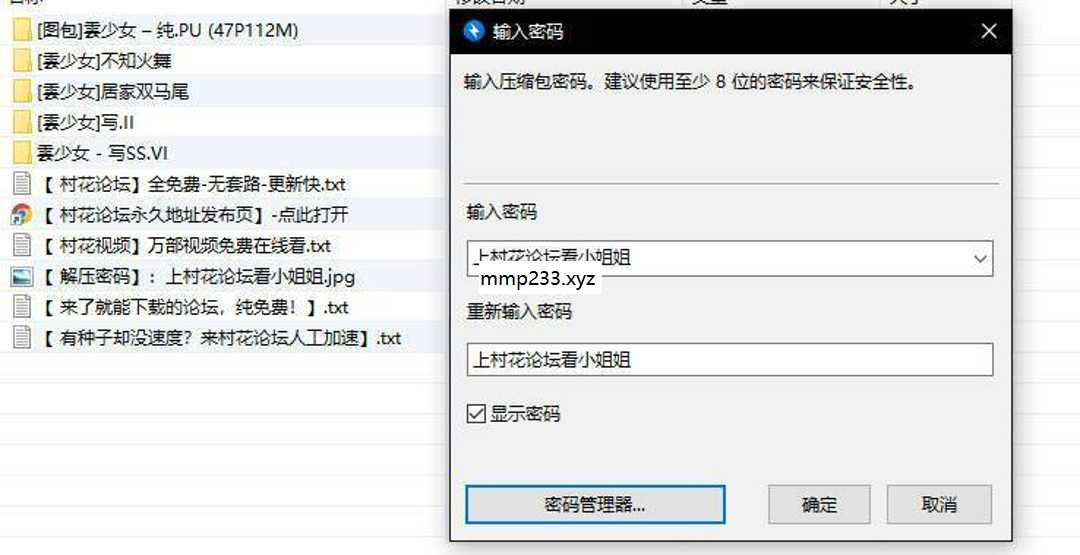 [图包]雲少女 – 纯.PU (47P112M)
[雲少女]不知火舞
[雲少女]居家双马尾
[雲少女]写.II
雲少女 - 写SS.VI
【 村花论坛】全免费-无套路-更新快.txt
【 村花论坛永久地址发布页】-点此打开
【 村花视频】万部视频免费在线看.txt
【 解压密码】：上村花论坛看小姐姐.jpg
【 来了就能下载的论坛，纯免费！】.txt
【 有种子却没速度？来村花论坛人工加速】.txt
输入密码
输入压缩包密码。建议使用至少 8 位的密码来保证安全性。
输入密码
上村花论坛看小姐姐
mmp233.xyz
重新输入密码
上村花论坛看小姐姐
显示密码
密码管理器...
确定
取消